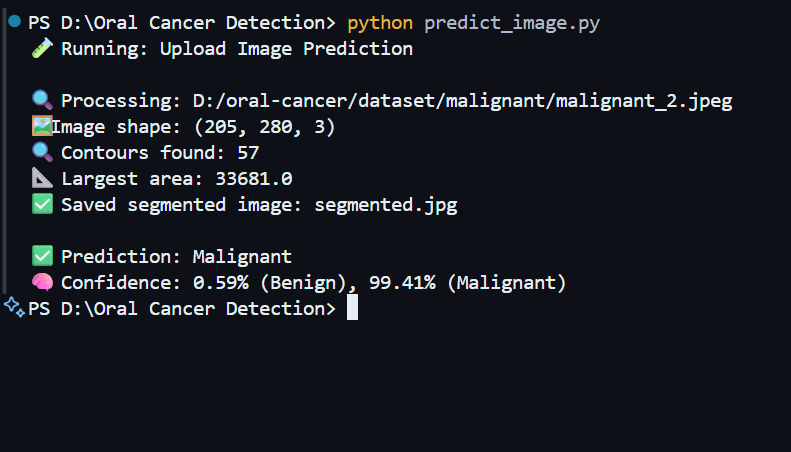 PS D:\Oral Cancer Detection> python predict_image.py
🧪 Running: Upload Image Prediction
🔍 Processing: D:/oral-cancer/dataset/malignant/malignant_2.jpeg
🖼️Image shape: (205, 280, 3)
🔍 Contours found: 57
📐 Largest area: 33681.0
✅ Saved segmented image: segmented.jpg
✅ Prediction: Malignant
🧠 Confidence: 0.59% (Benign), 99.41% (Malignant)
PS D:\Oral Cancer Detection>